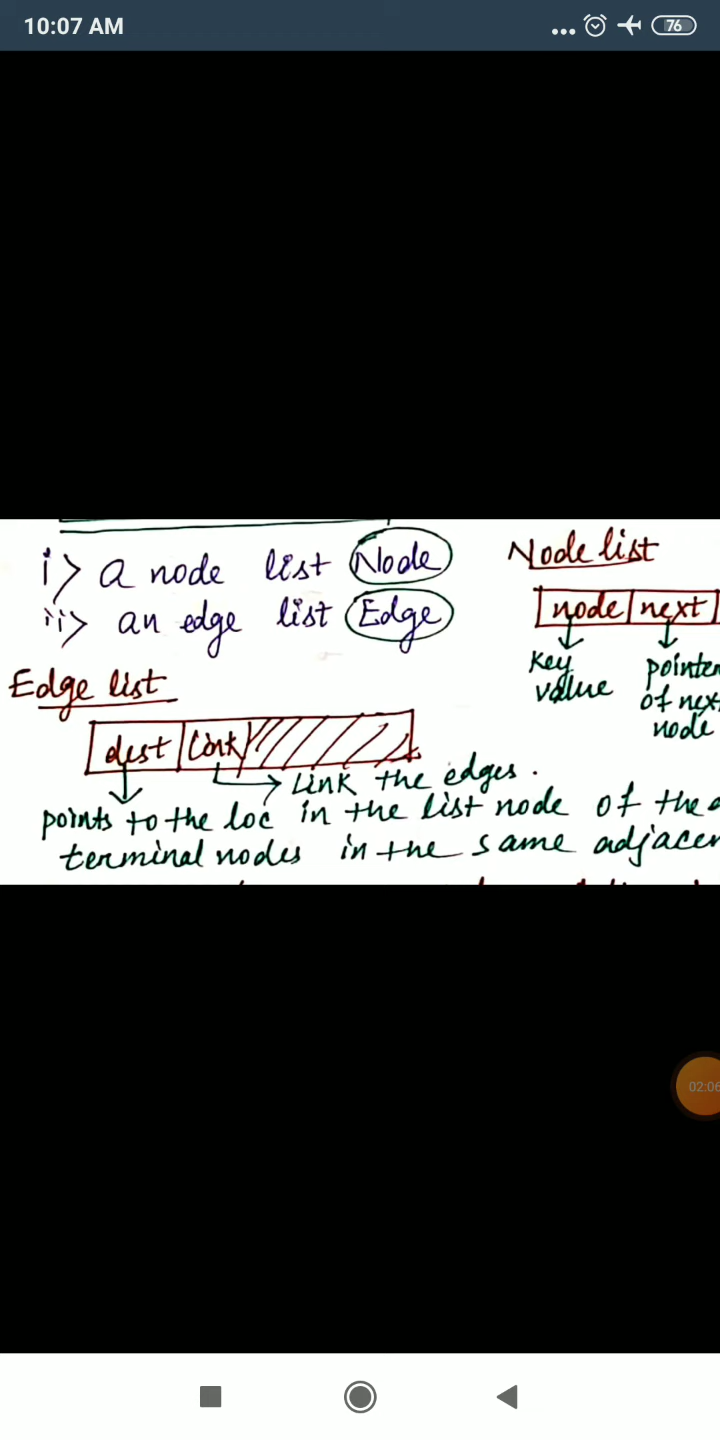 10:07 AM
76
i> a node list Node
ii> an edge list Edge
Node list
node next
Key value
pointer of next node
Edge list
dest Link
Link the edges.
points to the loc in the list node of the
terminal nodes in the same
02:06